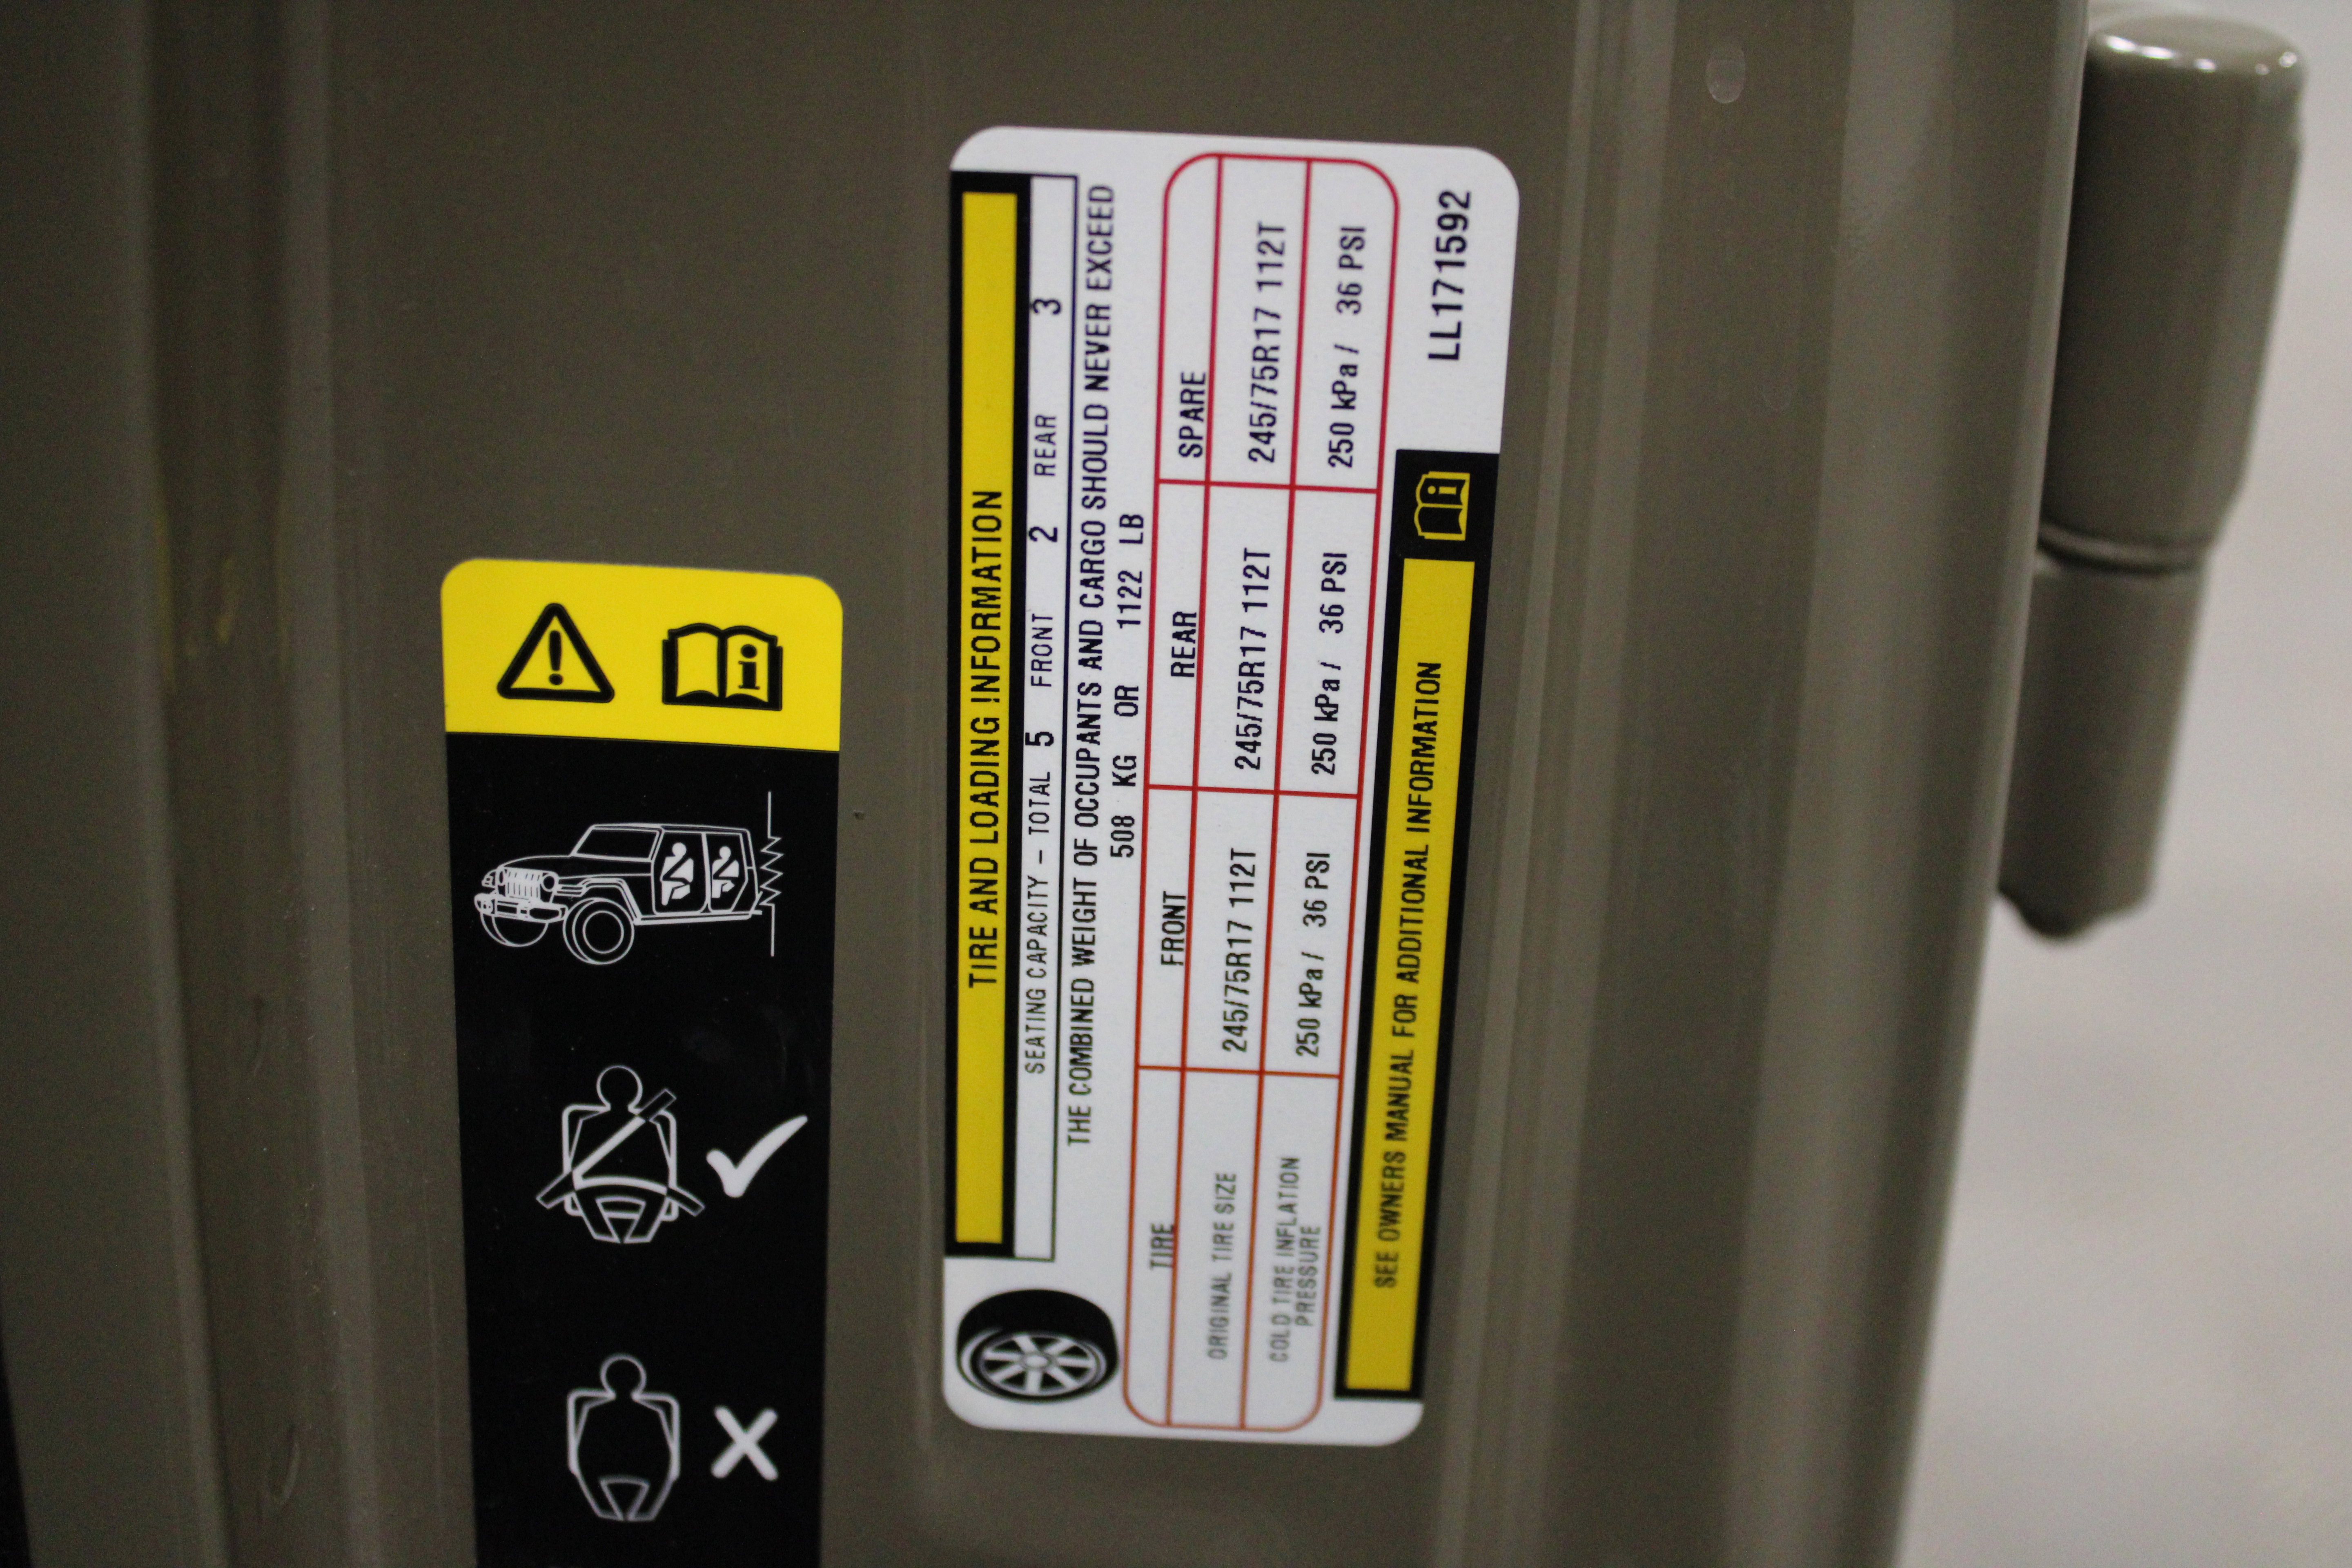 TIRE AND LOADING INFORMATION
SEATING CAPACITY – TOTAL 5 FRONT 2 REAR 3
THE COMBINED WEIGHT OF OCCUPANTS AND CARGO SHOULD NEVER EXCEED
508 KG OR 1122 LB
TIRE FRONT REAR SPARE
ORIGINAL TIRE SIZE 245/75R17 112T 245/75R17 112T 245/75R17 112T
COLD TIRE INFLATION
PRESSURE 250 kPa / 36 PSI 250 kPa / 36 PSI 250 kPa / 36 PSI
SEE OWNERS MANUAL FOR ADDITIONAL INFORMATION
LL171592